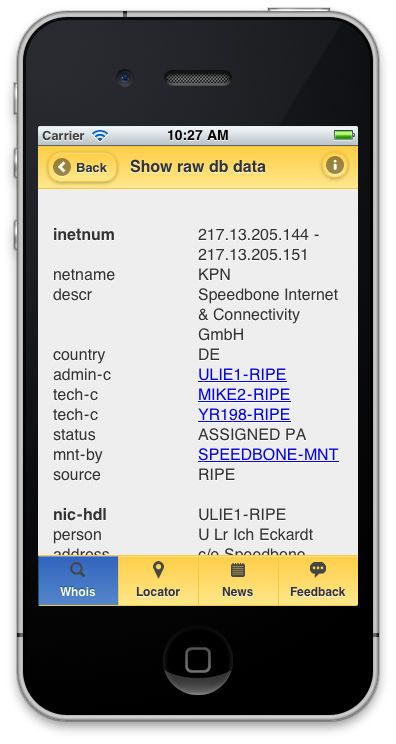 Carrier 10:27 AM
Back Show raw db data
inetnum 217.13.205.144 -
217.13.205.151
netname KPN
descr Speedbone Internet
& Connectivity
GmbH
country DE
admin-c ULIE1-RIPE
tech-c MIKE2-RIPE
tech-c YR198-RIPE
status ASSIGNED PA
mnt-by SPEEDBONE-MNT
source RIPE
nic-hdl ULIE1-RIPE
person U Lr Ich Eckardt
address c/o Speedbone
Whois Locator News Feedback